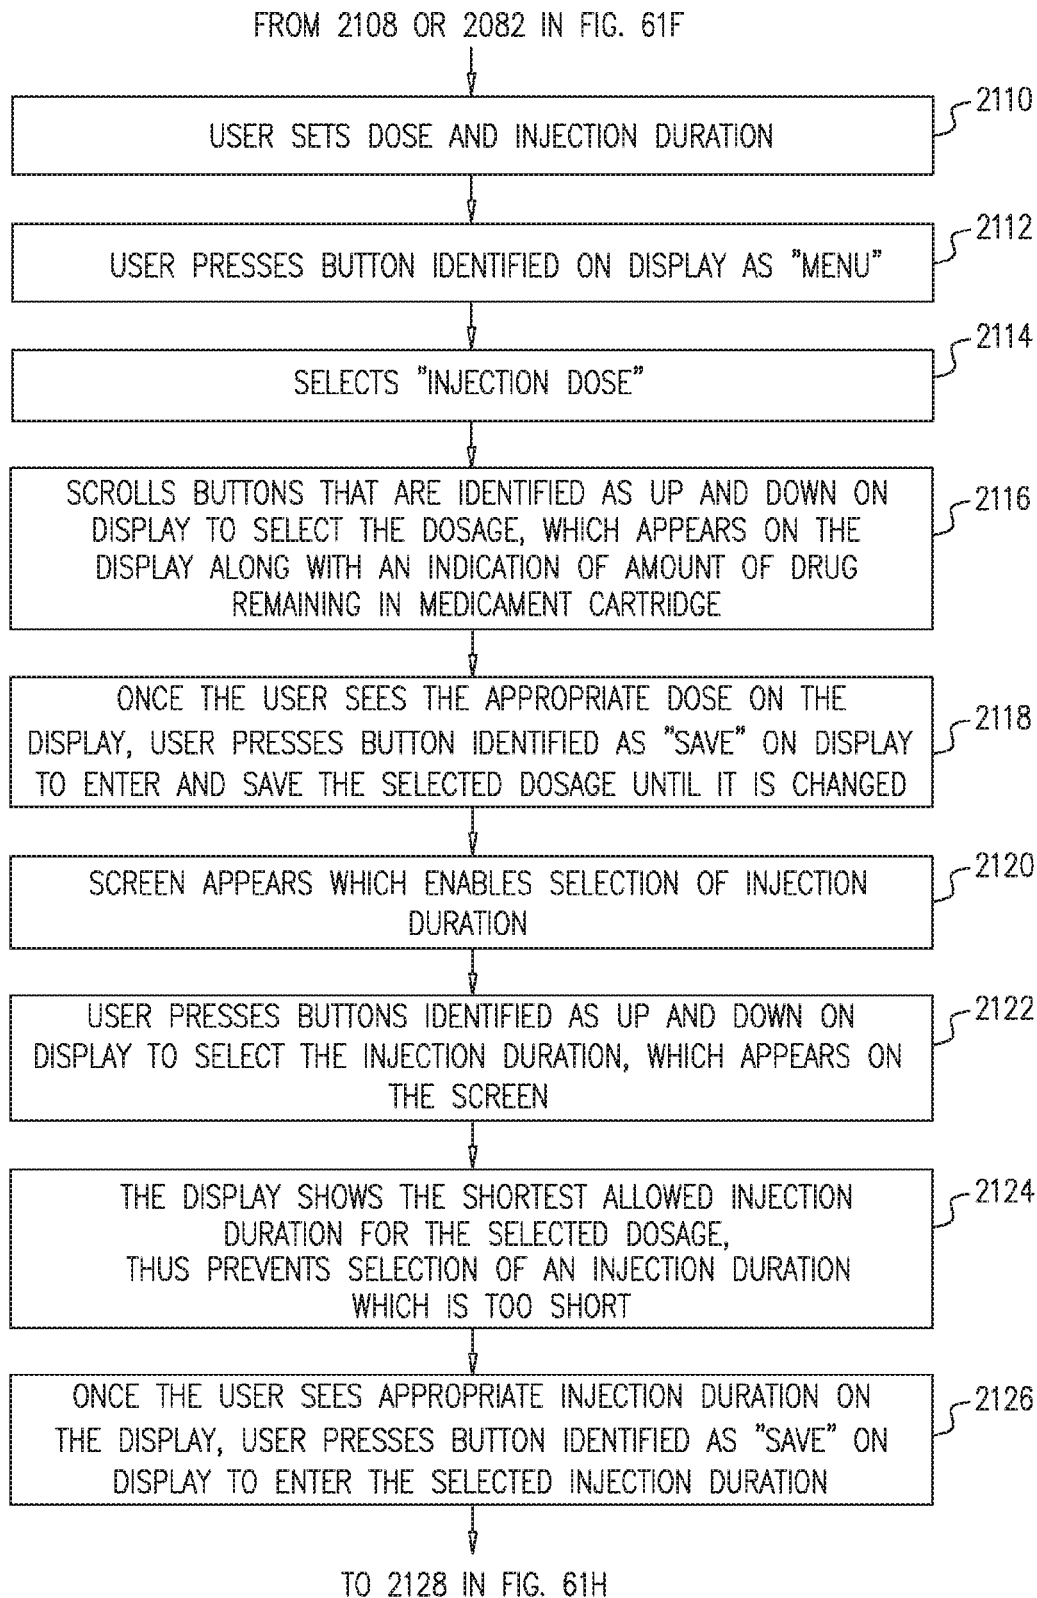 FROM 2108 OR 2082 IN FIG. 61F
2110
USER SETS DOSE AND INJECTION DURATION
2112
USER PRESSES BUTTON IDENTIFIED ON DISPLAY AS "MENU"
2114
SELECTS "INJECTION DOSE"
2116
SCROLLS BUTTONS THAT ARE IDENTIFIED AS UP AND DOWN ON
DISPLAY TO SELECT THE DOSAGE, WHICH APPEARS ON THE
DISPLAY ALONG WITH AN INDICATION OF AMOUNT OF DRUG
REMAINING IN MEDICAMENT CARTRIDGE
2118
ONCE THE USER SEES THE APPROPRIATE DOSE ON THE
DISPLAY, USER PRESSES BUTTON IDENTIFIED AS "SAVE" ON DISPLAY
TO ENTER AND SAVE THE SELECTED DOSAGE UNTIL IT IS CHANGED
2120
SCREEN APPEARS WHICH ENABLES SELECTION OF INJECTION
DURATION
2122
USER PRESSES BUTTONS IDENTIFIED AS UP AND DOWN ON
DISPLAY TO SELECT THE INJECTION DURATION, WHICH APPEARS ON
THE SCREEN
2124
THE DISPLAY SHOWS THE SHORTEST ALLOWED INJECTION
DURATION FOR THE SELECTED DOSAGE,
THUS PREVENTS SELECTION OF AN INJECTION DURATION
WHICH IS TOO SHORT
2126
ONCE THE USER SEES APPROPRIATE INJECTION DURATION ON
THE DISPLAY, USER PRESSES BUTTON IDENTIFIED AS "SAVE" ON
DISPLAY TO ENTER THE SELECTED INJECTION DURATION
TO 2128 IN FIG. 61H